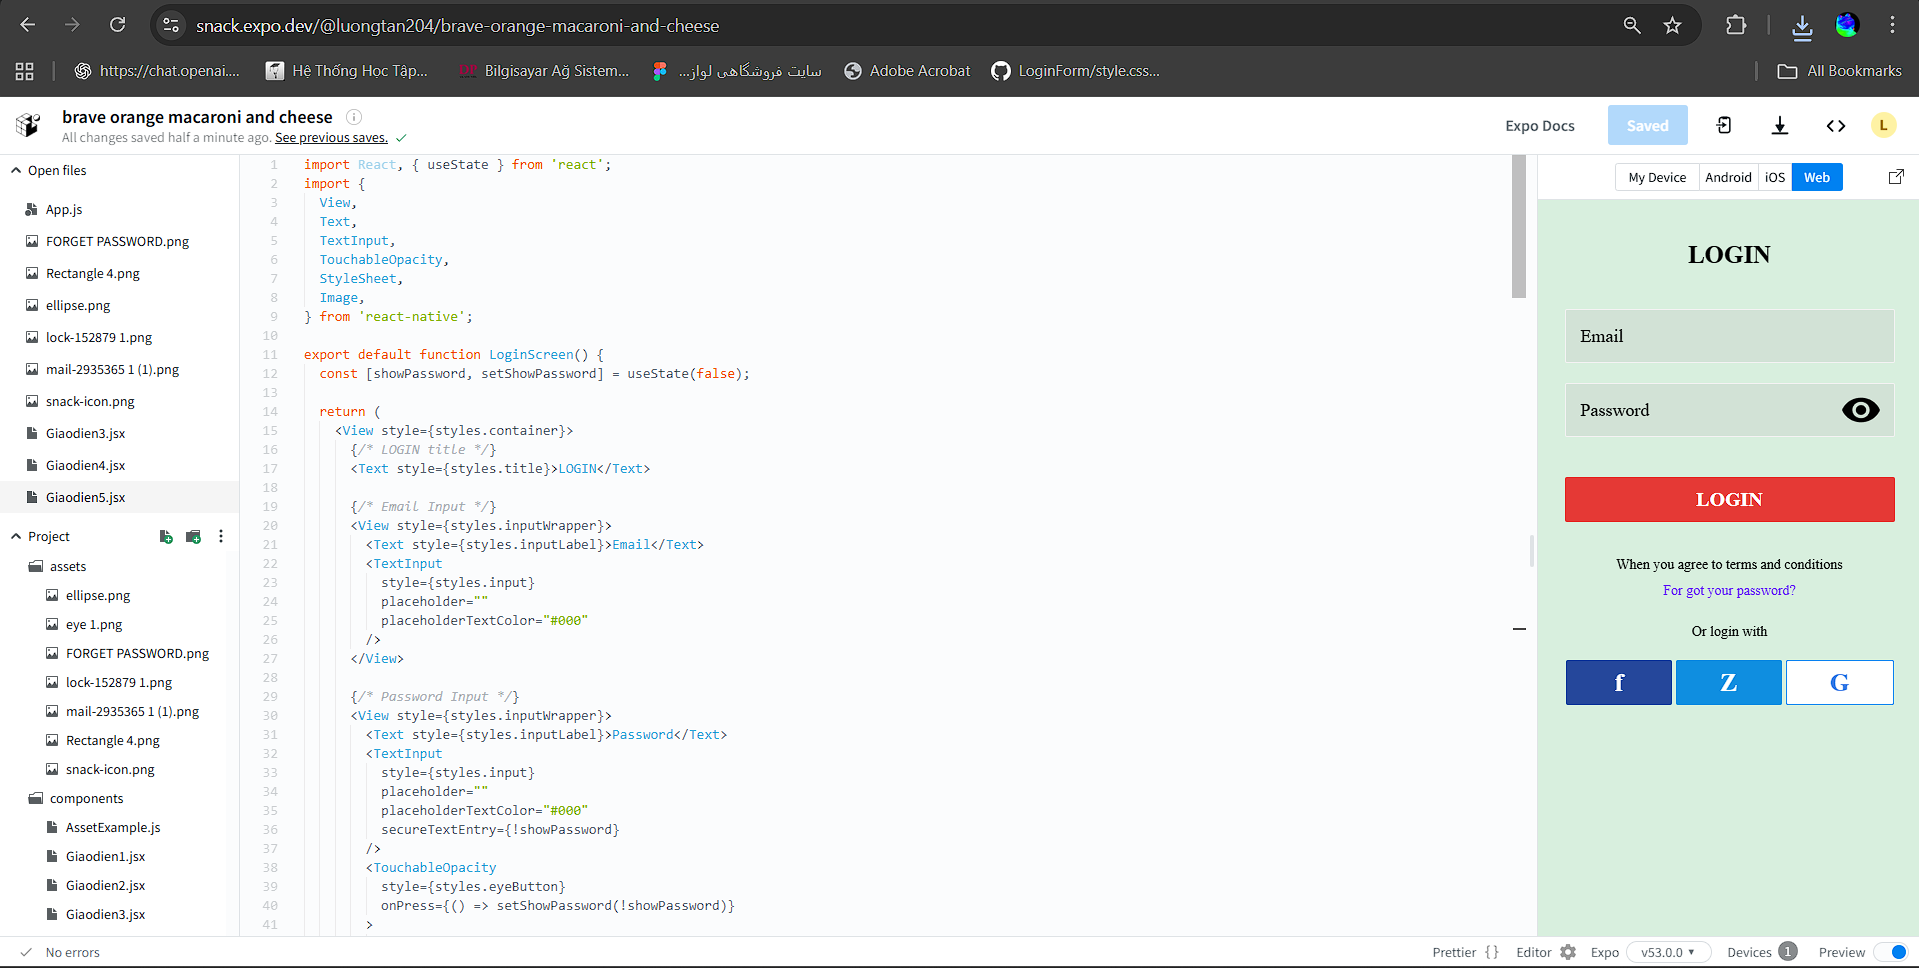 snack.expo.dev/@luongtan204/brave-orange-macaroni-and-cheese
https://chat.openai.... Hệ Thống Học Tập... Bilgisayar Ağ Sistem... سایت فروشگاهی لواز... Adobe Acrobat LoginForm/style.css... All Bookmarks
brave orange macaroni and cheese
All changes saved half a minute ago. See previous saves.
Expo Docs Saved L
Open files
App.js
FORGET PASSWORD.png
Rectangle 4.png
ellipse.png
lock-152879 1.png
mail-2935365 1 (1).png
snack-icon.png
Giaodien3.jsx
Giaodien4.jsx
Giaodien5.jsx
Project
assets
ellipse.png
eye 1.png
FORGET PASSWORD.png
lock-152879 1.png
mail-2935365 1 (1).png
Rectangle 4.png
snack-icon.png
components
AssetExample.js
Giaodien1.jsx
Giaodien2.jsx
Giaodien3.jsx
1 import React, { useState } from 'react';
2 import {
3 View,
4 Text,
5 TextInput,
6 TouchableOpacity,
7 StyleSheet,
8 Image,
9 } from 'react-native';
10
11 export default function LoginScreen() {
12 const [showPassword, setShowPassword] = useState(false);
13
14 return (
15 <View style={styles.container}>
16 {/* LOGIN title */}
17 <Text style={styles.title}>LOGIN</Text>
18
19 {/* Email Input */}
20 <View style={styles.inputWrapper}>
21 <Text style={styles.inputLabel}>Email</Text>
22 <TextInput
23 style={styles.input}
24 placeholder=""
25 placeholderTextColor="#000"
26 />
27 </View>
28
29 {/* Password Input */}
30 <View style={styles.inputWrapper}>
31 <Text style={styles.inputLabel}>Password</Text>
32 <TextInput
33 style={styles.input}
34 placeholder=""
35 placeholderTextColor="#000"
36 secureTextEntry={!showPassword}
37 />
38 <TouchableOpacity
39 style={styles.eyeButton}
40 onPress={() => setShowPassword(!showPassword)}
41 >
My Device Android iOS Web
LOGIN
Email
Password
LOGIN
When you agree to terms and conditions
For got your password?
Or login with
f Z G
No errors
Prettier {} Editor Expo v53.0.0 Devices 1 Preview